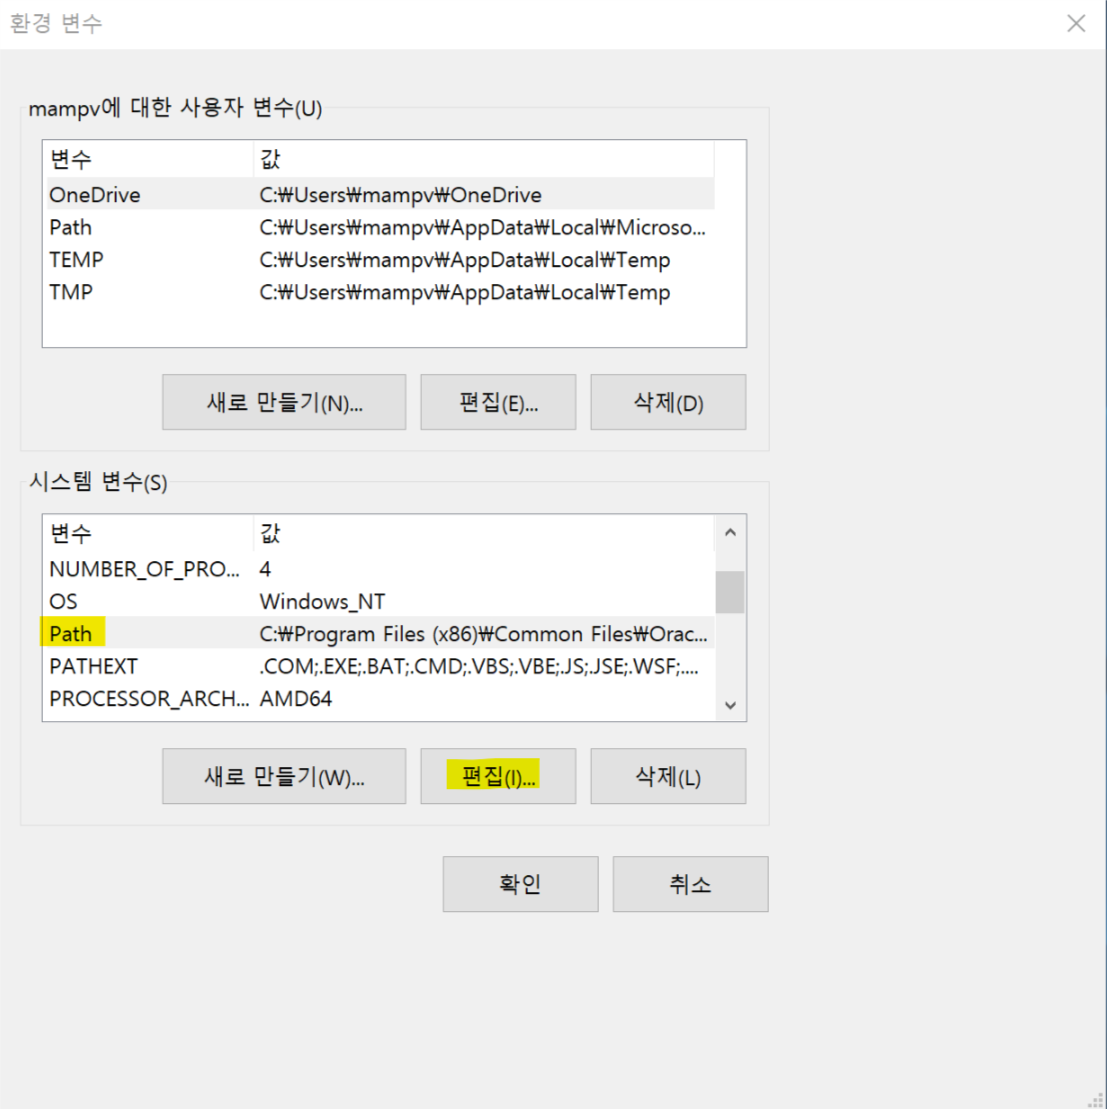 환경 변수
mampv에 대한 사용자 변수(U)
변수 값
OneDrive C:₩Users₩mampv₩OneDrive
Path C:₩Users₩mampv₩AppData₩Local₩Microso...
TEMP C:₩Users₩mampv₩AppData₩Local₩Temp
TMP C:₩Users₩mampv₩AppData₩Local₩Temp
새로 만들기(N)... 편집(E)... 삭제(D)
시스템 변수(S)
변수 값
NUMBER_OF_PRO... 4
OS Windows_NT
Path C:₩Program Files (x86)₩Common Files₩Orac...
PATHEXT .COM;.EXE;.BAT;.CMD;.VBS;.VBE;.JS;.JSE;.WSF;....
PROCESSOR_ARCH... AMD64
새로 만들기(W)... 편집(I)... 삭제(L)
확인 취소